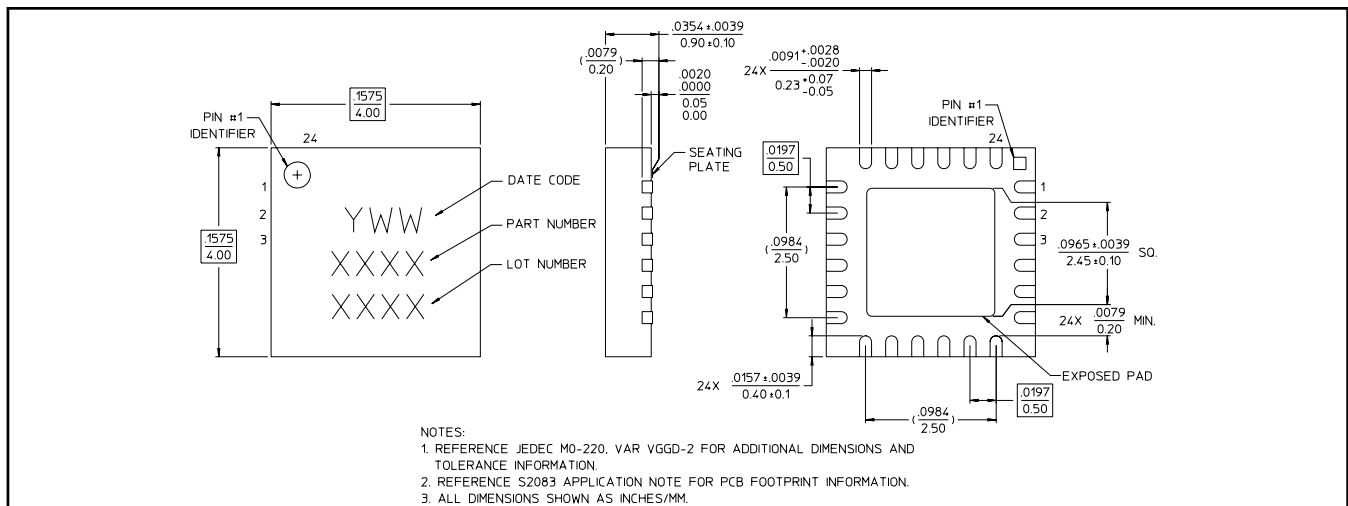 .1575
4.00
PIN #1
IDENTIFIER
24
1
2
3
.1575
4.00
YWW
XXXX
XXXX
DATE CODE
PART NUMBER
LOT NUMBER
.0354 ±.0039
0.90 ±0.10
(.0079)
0.20
.0020
.0000
0.05
0.00
SEATING
PLATE
24X .0091 +.0028 -.0020
0.23 +0.07 -0.05
PIN #1
IDENTIFIER
24
.0197
0.50
1
2
3
(.0984)
2.50
.0965 ±.0039 SQ.
2.45 ±0.10
24X .0079 MIN.
0.20
EXPOSED PAD
24X .0157 ±.0039
0.40 ±0.1
(.0984)
2.50
.0197
0.50
NOTES:
1. REFERENCE JEDEC MO-220, VAR VGGD-2 FOR ADDITIONAL DIMENSIONS AND
TOLERANCE INFORMATION.
2. REFERENCE S2083 APPLICATION NOTE FOR PCB FOOTPRINT INFORMATION.
3. ALL DIMENSIONS SHOWN AS INCHES/MM.